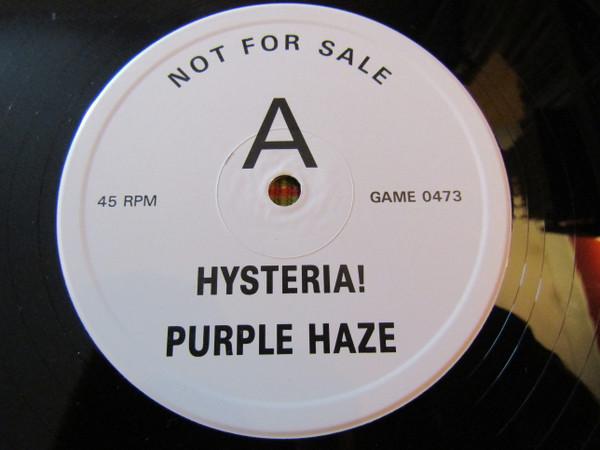 NOT FOR SALE
A
45 RPM
GAME 0473
HYSTERIA!
PURPLE HAZE